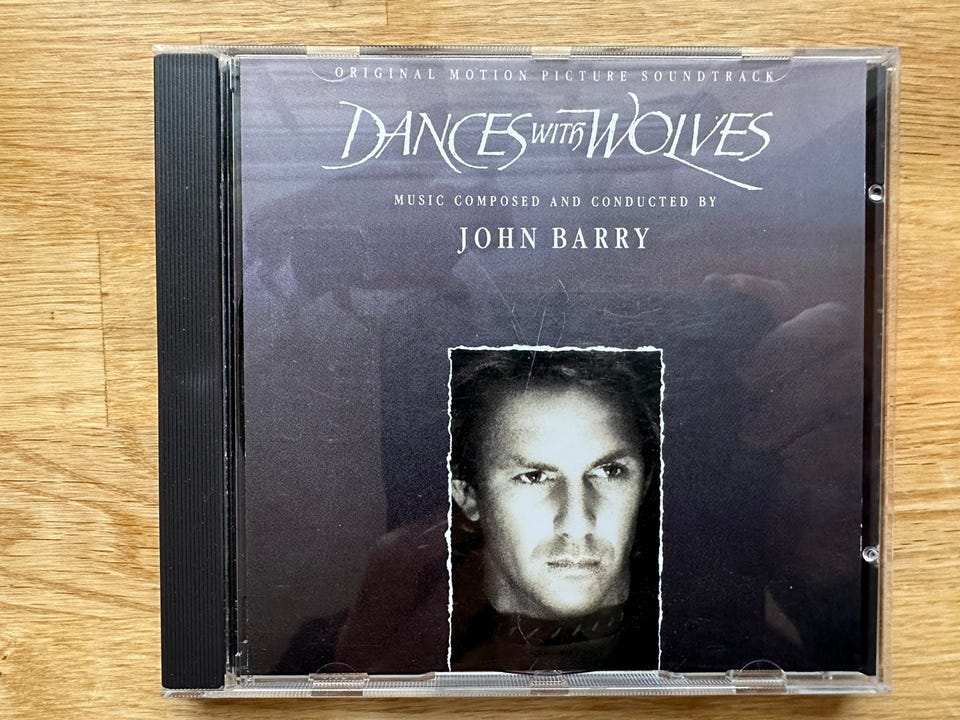 ORIGINAL MOTION PICTURE SOUNDTRACK
DANCES with WOLVES
MUSIC COMPOSED AND CONDUCTED BY
JOHN BARRY